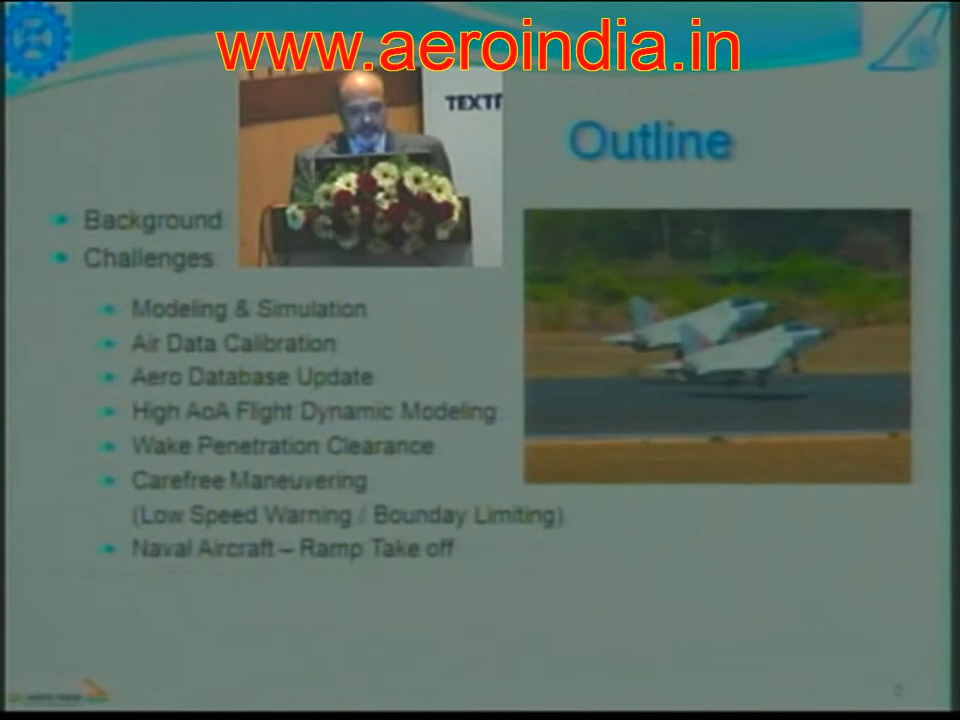 www.aeroindia.in
TEXT
Outline
Background
Challenges
Modeling & Simulation
Air Data Calibration
Aero Database Update
High AoA Flight Dynamic Modeling
Wake Penetration Clearance
Carefree Maneuvering
(Low Speed Warning / Bounday Limiting)
Naval Aircraft – Ramp Take off
2